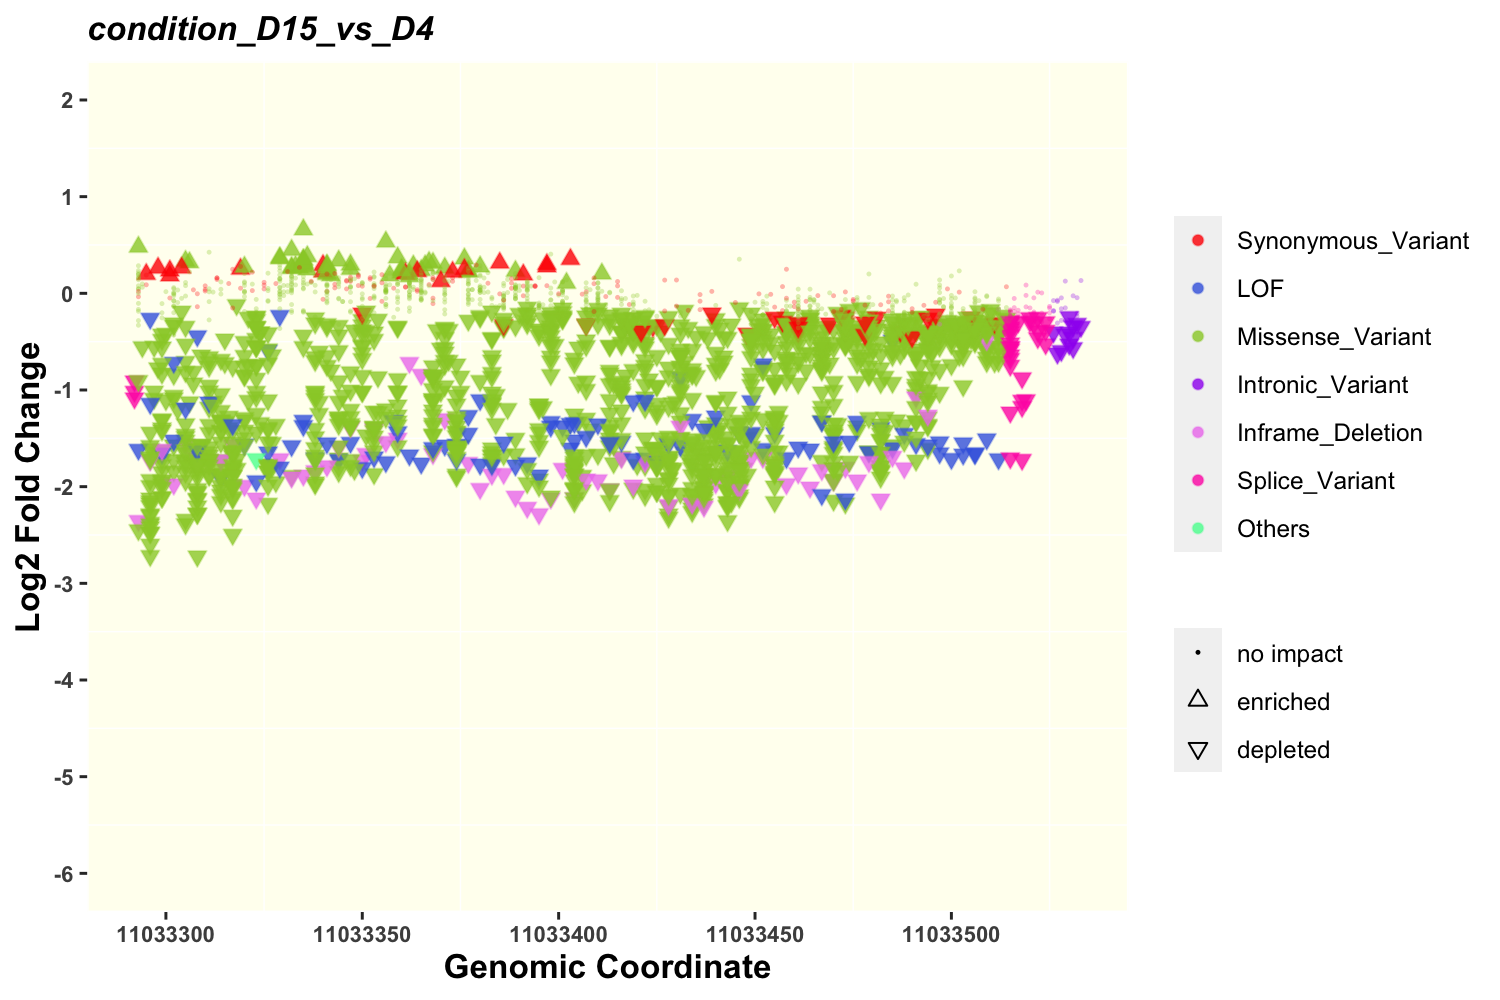 condition_D15_vs_D4
Log2 Fold Change
2
1
0
-1
-2
-3
-4
-5
-6
11033300
11033350
11033400
11033450
11033500
Genomic Coordinate
Synonymous_Variant
LOF
Missense_Variant
Intronic_Variant
Inframe_Deletion
Splice_Variant
Others
no impact
enriched
depleted